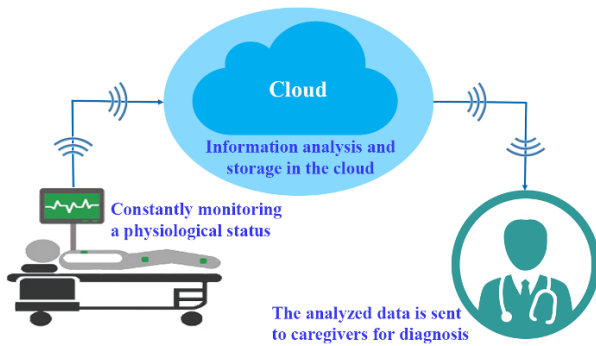 Cloud
Information analysis and
storage in the cloud
Constantly monitoring
a physiological status
The analyzed data is sent
to caregivers for diagnosis